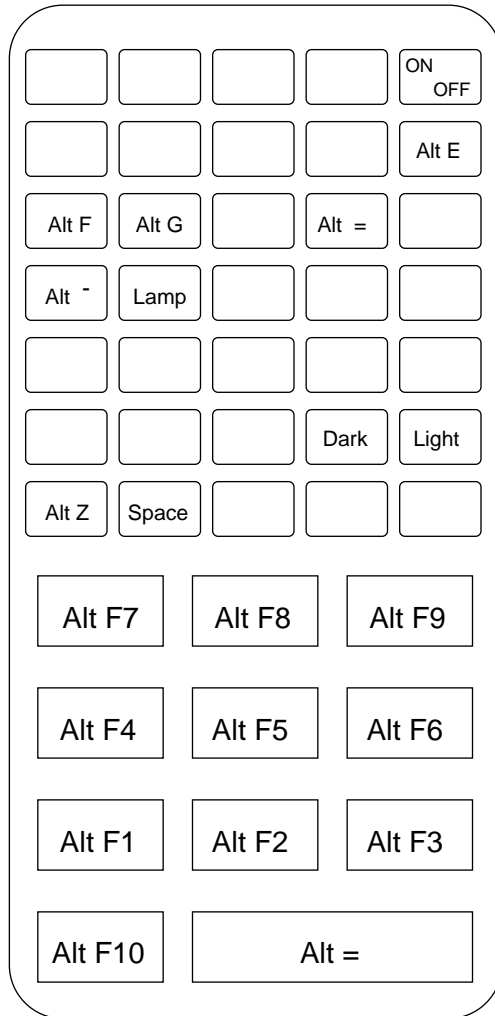 ON
OFF
Alt E
Alt F Alt G Alt =
Alt - Lamp
Dark Light
Alt Z Space
Alt F7 Alt F8 Alt F9
Alt F4 Alt F5 Alt F6
Alt F1 Alt F2 Alt F3
Alt F10 Alt =